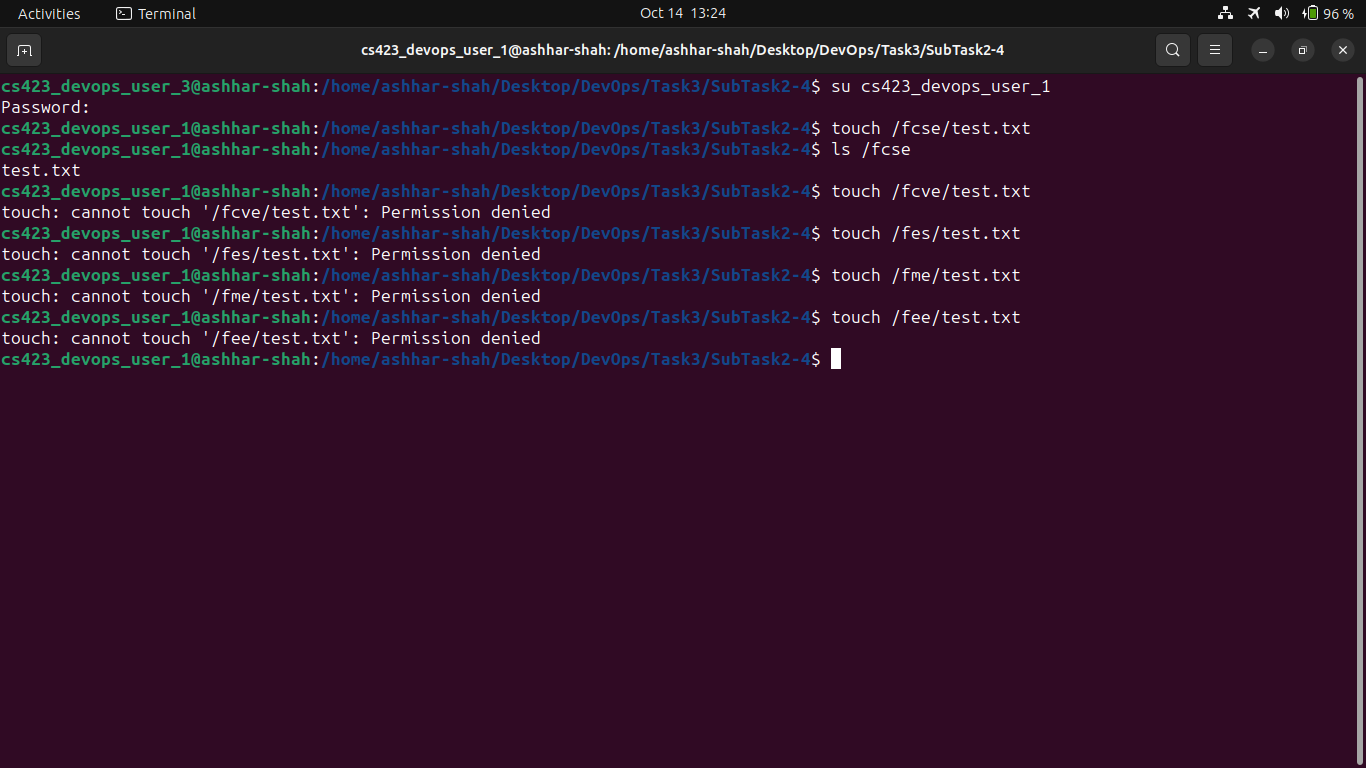 Activities
Terminal
Oct 14 13:24
96 %
cs423_devops_user_1@ashhar-shah: /home/ashhar-shah/Desktop/DevOps/Task3/SubTask2-4
cs423_devops_user_3@ashhar-shah:/home/ashhar-shah/Desktop/DevOps/Task3/SubTask2-4$ su cs423_devops_user_1
Password:
cs423_devops_user_1@ashhar-shah:/home/ashhar-shah/Desktop/DevOps/Task3/SubTask2-4$ touch /fcse/test.txt
cs423_devops_user_1@ashhar-shah:/home/ashhar-shah/Desktop/DevOps/Task3/SubTask2-4$ ls /fcse
test.txt
cs423_devops_user_1@ashhar-shah:/home/ashhar-shah/Desktop/DevOps/Task3/SubTask2-4$ touch /fcve/test.txt
touch: cannot touch '/fcve/test.txt': Permission denied
cs423_devops_user_1@ashhar-shah:/home/ashhar-shah/Desktop/DevOps/Task3/SubTask2-4$ touch /fes/test.txt
touch: cannot touch '/fes/test.txt': Permission denied
cs423_devops_user_1@ashhar-shah:/home/ashhar-shah/Desktop/DevOps/Task3/SubTask2-4$ touch /fme/test.txt
touch: cannot touch '/fme/test.txt': Permission denied
cs423_devops_user_1@ashhar-shah:/home/ashhar-shah/Desktop/DevOps/Task3/SubTask2-4$ touch /fee/test.txt
touch: cannot touch '/fee/test.txt': Permission denied
cs423_devops_user_1@ashhar-shah:/home/ashhar-shah/Desktop/DevOps/Task3/SubTask2-4$